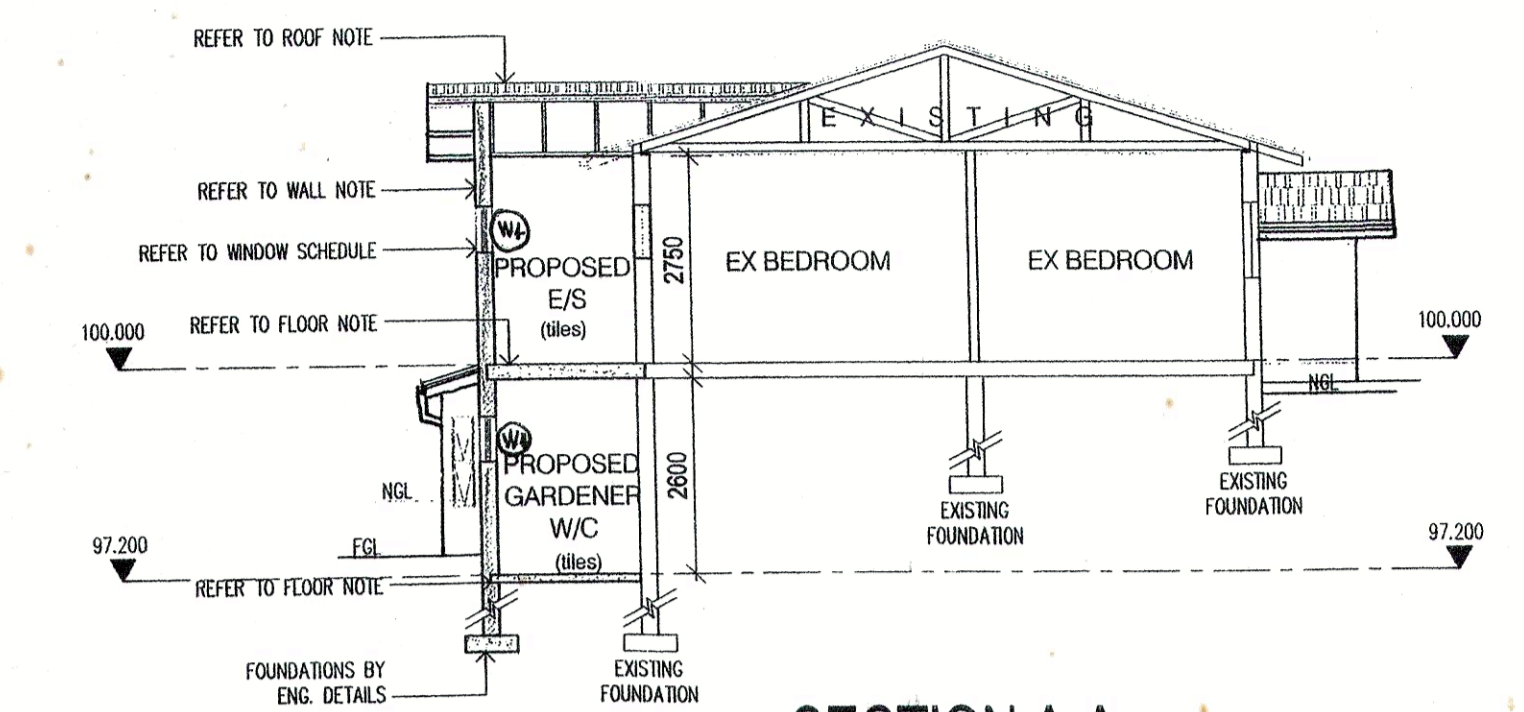 REFER TO ROOF NOTE
EXISTING
REFER TO WALL NOTE
REFER TO WINDOW SCHEDULE
W1
PROPOSED
E/S
(tiles)
2750
EX BEDROOM
EX BEDROOM
REFER TO FLOOR NOTE
100.000
100.000
NGL
PROPOSED
GARDENER
W/C
(tiles)
2600
NGL
FGL
EXISTING
FOUNDATION
EXISTING
FOUNDATION
97.200
97.200
REFER TO FLOOR NOTE
FOUNDATIONS BY
ENG. DETAILS
EXISTING
FOUNDATION
SECTION A-A